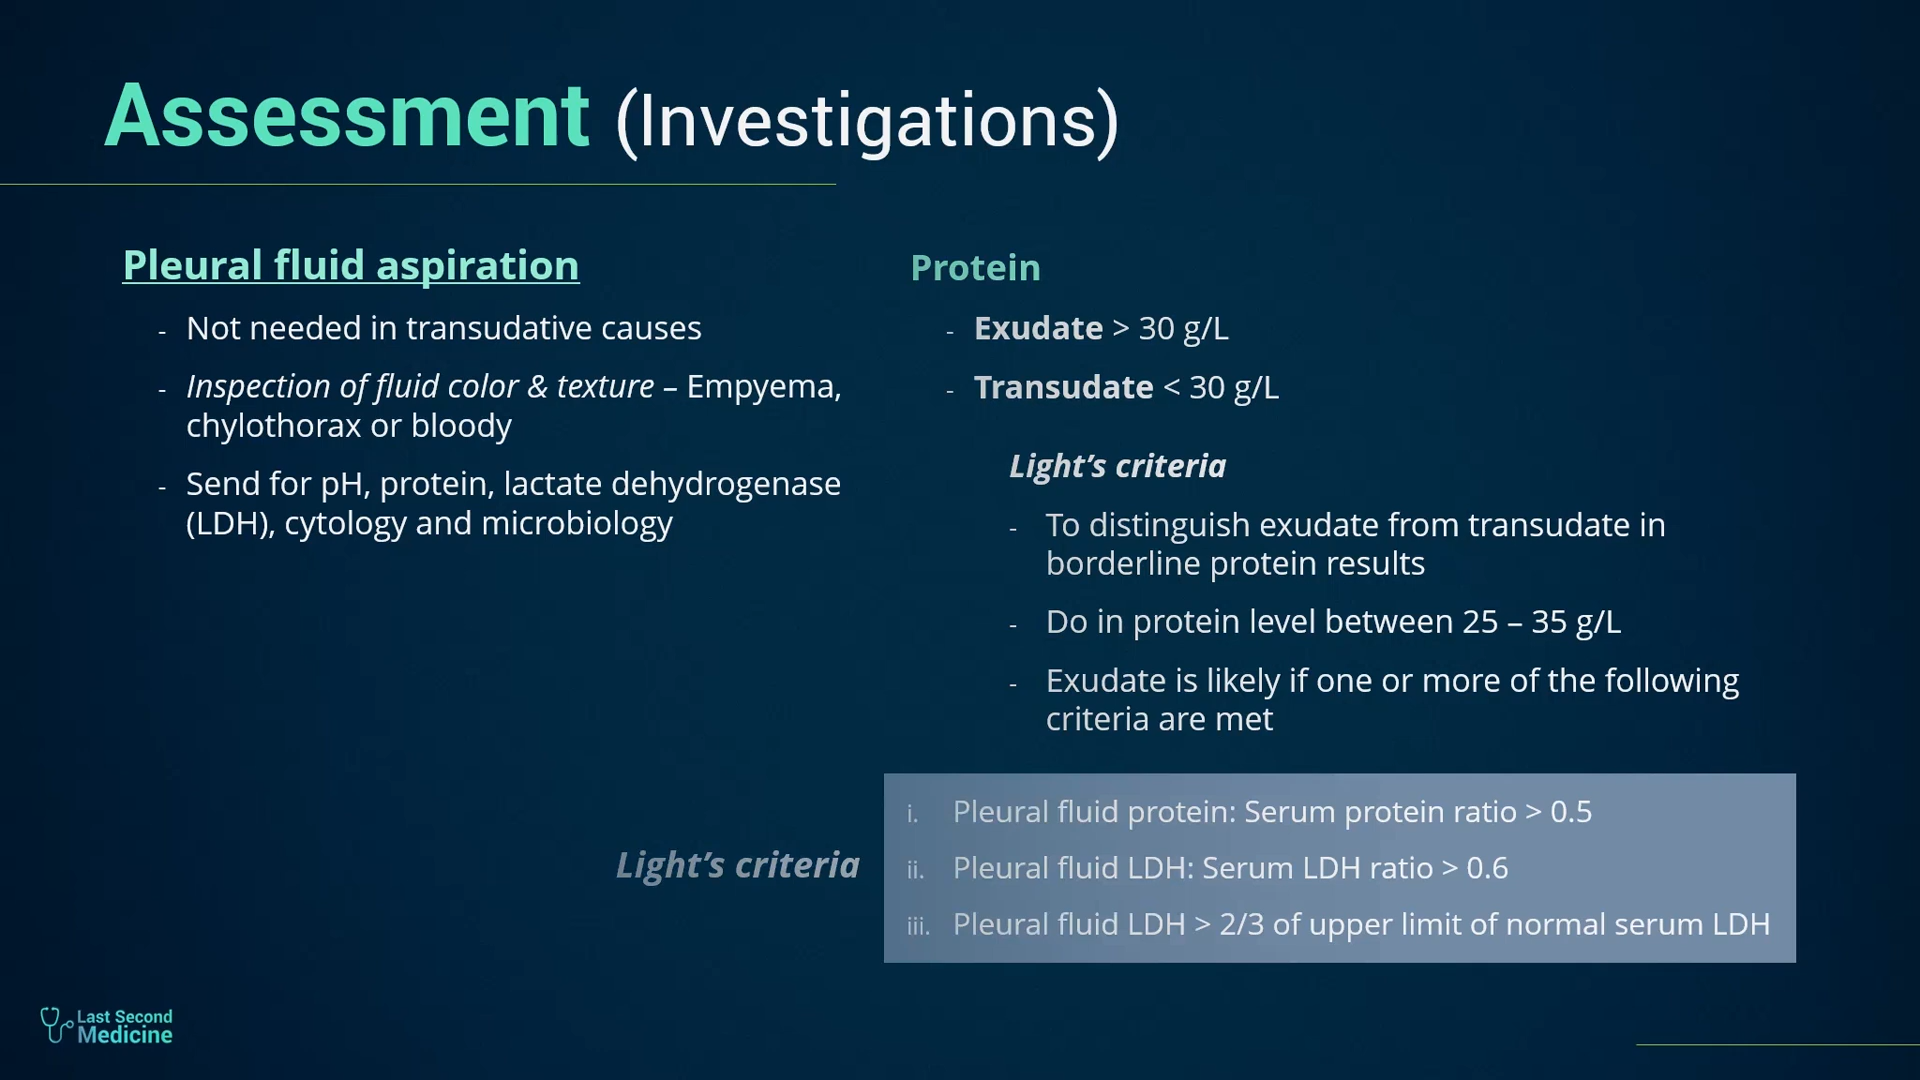 Assessment (Investigations)
Pleural fluid aspiration
- Not needed in transudative causes
- Inspection of fluid color & texture – Empyema,
chylothorax or bloody
- Send for pH, protein, lactate dehydrogenase
(LDH), cytology and microbiology
Protein
- Exudate > 30 g/L
- Transudate < 30 g/L
Light's criteria
- To distinguish exudate from transudate in
borderline protein results
- Do in protein level between 25 – 35 g/L
- Exudate is likely if one or more of the following
criteria are met
Light's criteria
i. Pleural fluid protein: Serum protein ratio > 0.5
ii. Pleural fluid LDH: Serum LDH ratio > 0.6
iii. Pleural fluid LDH > 2/3 of upper limit of normal serum LDH
Last Second
Medicine